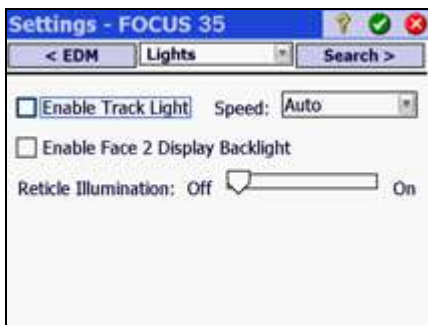 Settings - FOCUS 35 ?
< EDM Lights Search >
Enable Track Light Speed: Auto
Enable Face 2 Display Backlight
Reticle Illumination: Off On